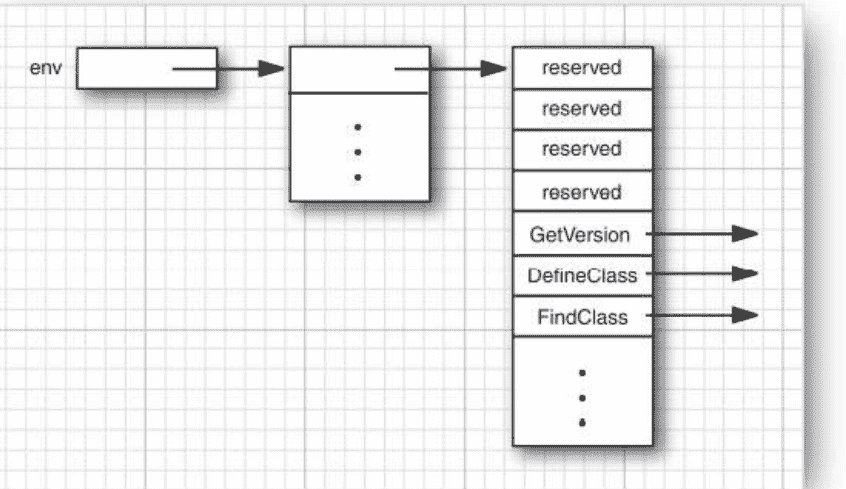 env
reserved
reserved
reserved
reserved
GetVersion
DefineClass
FindClass